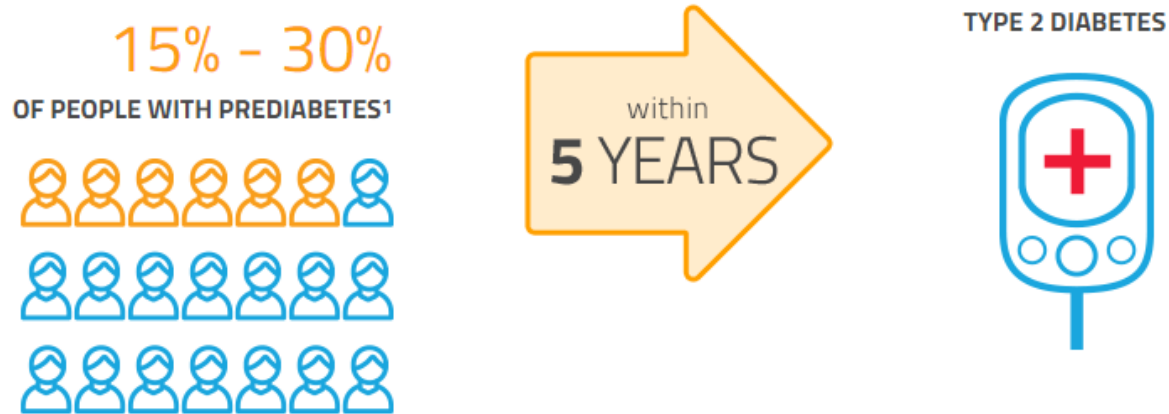 15% - 30%
OF PEOPLE WITH PREDIABETES¹
within
5 YEARS
TYPE 2 DIABETES